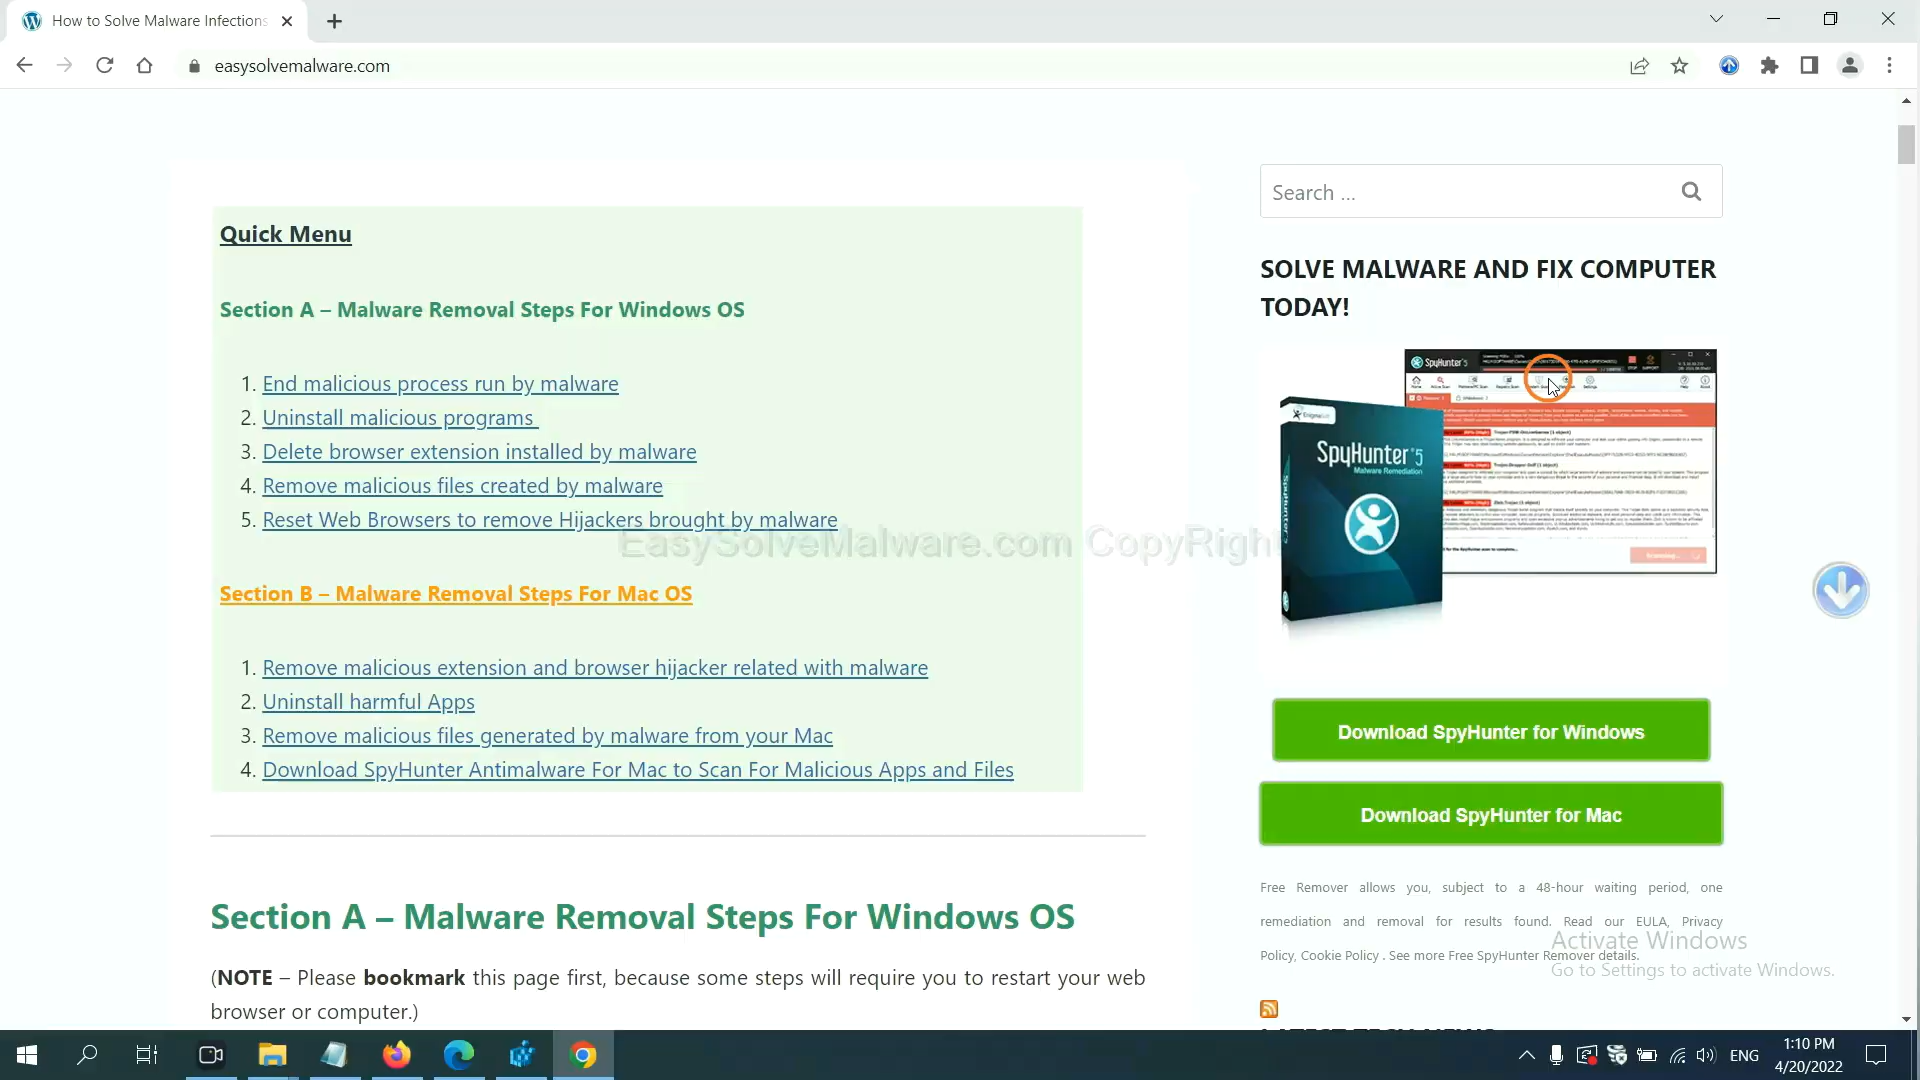 How to Solve Malware Infections
easysolvemalware.com
Search ...
Quick Menu
SOLVE MALWARE AND FIX COMPUTER
TODAY!
Section A – Malware Removal Steps For Windows OS
1. End malicious process run by malware
2. Uninstall malicious programs
3. Delete browser extension installed by malware
4. Remove malicious files created by malware
5. Reset Web Browsers to remove Hijackers brought by malware
EasySolveMalware.com CopyRigh
Section B – Malware Removal Steps For Mac OS
1. Remove malicious extension and browser hijacker related with malware
2. Uninstall harmful Apps
3. Remove malicious files generated by malware from your Mac
4. Download SpyHunter Antimalware For Mac to Scan For Malicious Apps and Files
SpyHunter 5
SpyHunter 5
Malware Remediation
Download SpyHunter for Windows
Download SpyHunter for Mac
Free Remover allows you, subject to a 48-hour waiting period, one
remediation and removal for results found. Read our EULA, Privacy
Policy, Cookie Policy . See more Free SpyHunter Remover details.
Activate Windows
Go to Settings to activate Windows.
Section A – Malware Removal Steps For Windows OS
(NOTE – Please bookmark this page first, because some steps will require you to restart your web
browser or computer.)
LATEST TECH NEWS
ENG
1:10 PM
4/20/2022